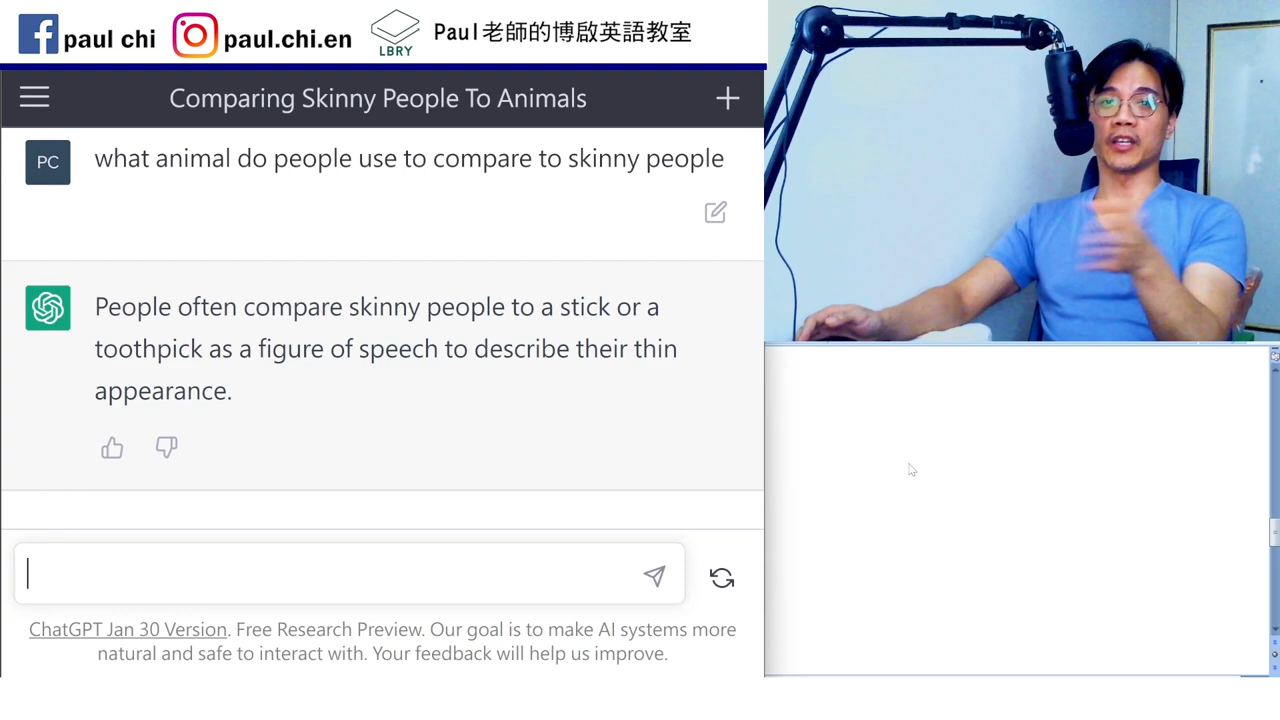 paul chi
paul.chi.en
LBRY
Paul老師的博啟英語教室
Comparing Skinny People To Animals
PC
what animal do people use to compare to skinny people
People often compare skinny people to a stick or a
toothpick as a figure of speech to describe their thin
appearance.
ChatGPT Jan 30 Version. Free Research Preview. Our goal is to make AI systems more
natural and safe to interact with. Your feedback will help us improve.